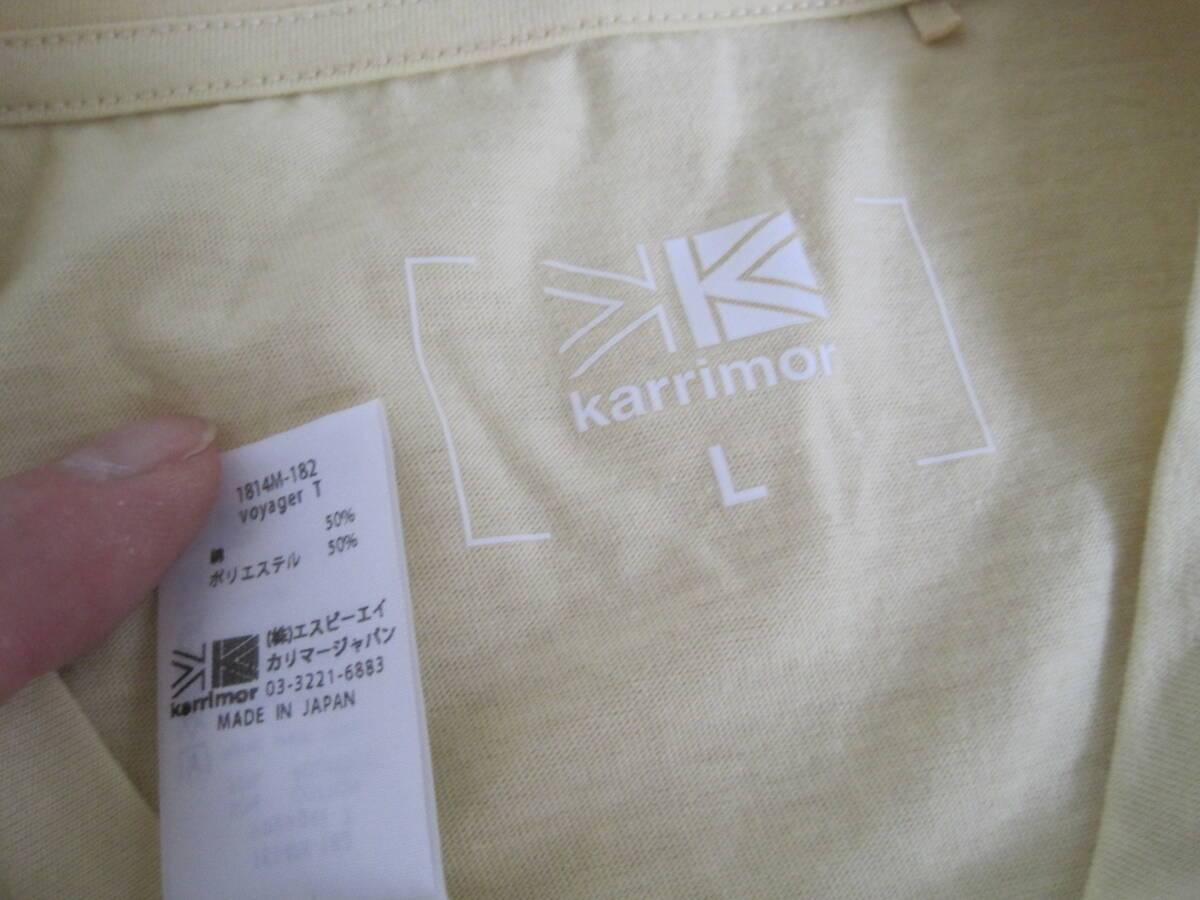 karrimor
L
1814M-182
voyager T
綿 50%
ポリエステル 50%
(株)エスピーエイ
カリマージャパン
karrimor 03-3221-6883
MADE IN JAPAN